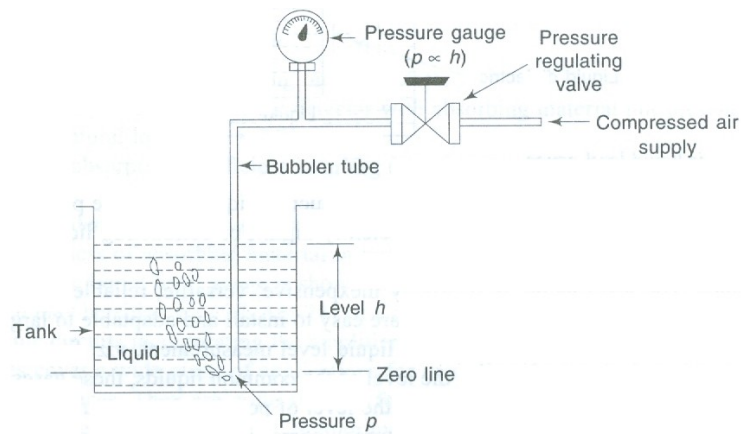 Pressure gauge
(p ∝ h)
Pressure
regulating
valve
Compressed air
supply
Bubbler tube
Level h
Tank
Liquid
Zero line
Pressure p